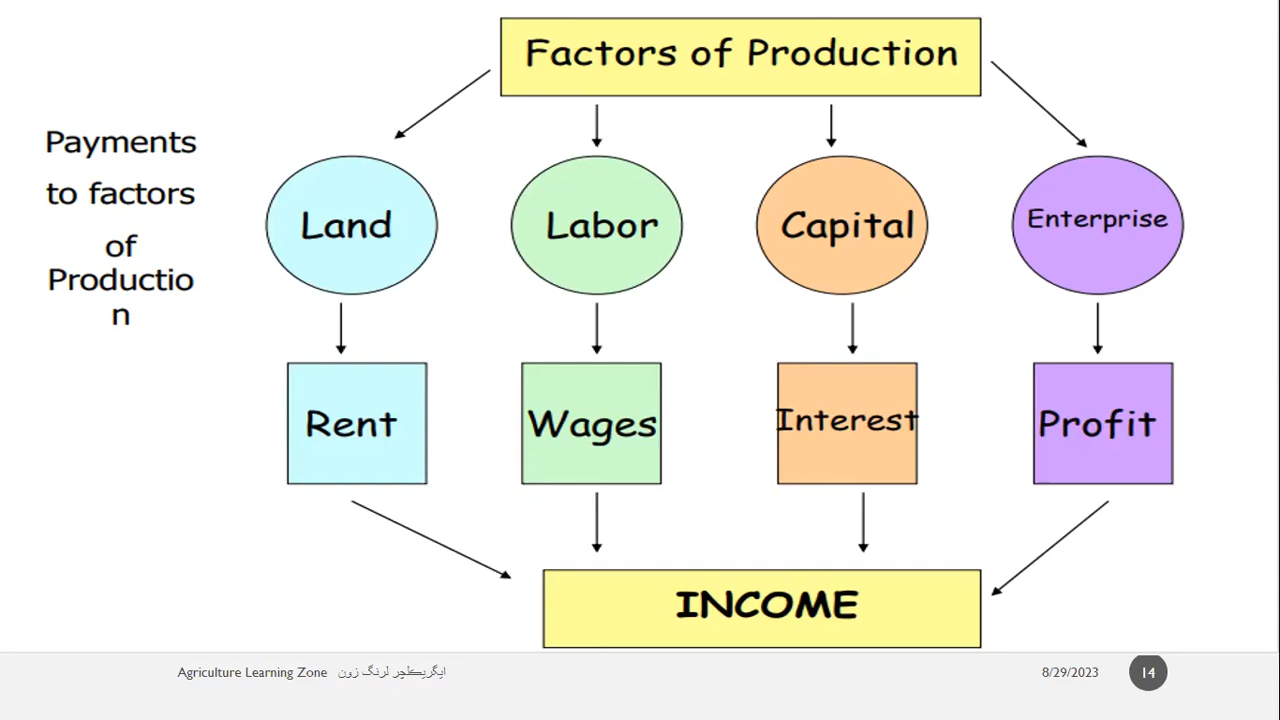 Factors of Production
Payments
to factors
of
Productio
n
Land
Labor
Capital
Enterprise
Rent
Wages
Interest
Profit
INCOME
Agriculture Learning Zone ایگریکلچر لرنگ زون
8/29/2023
14